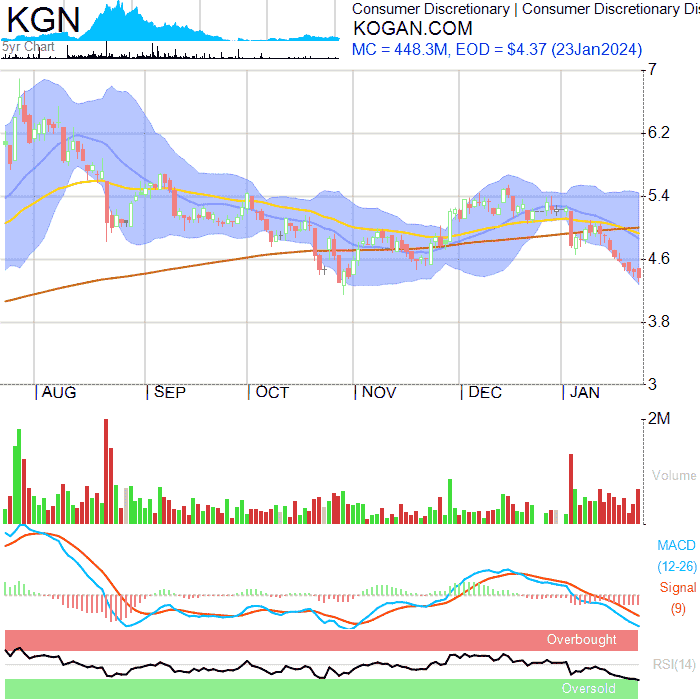 KGN
5yr Chart
Consumer Discretionary | Consumer Discretionary Dis
KOGAN.COM
MC = 448.3M, EOD = $4.37 (23Jan2024)
7
6.2
5.4
4.6
3.8
3
AUG SEP OCT NOV DEC JAN
2M
Volume
MACD
(12-26)
Signal
(9)
Overbought
RSI(14)
Oversold